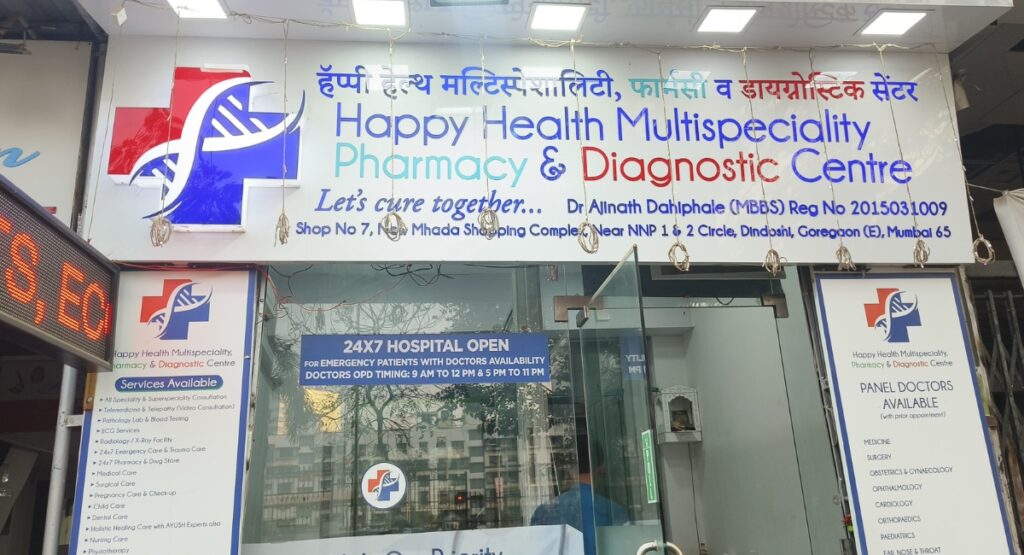 हॅप्पी हेल्थ मल्टिस्पेशालिटी, फार्मसी व डायग्नोस्टिक सेंटर
Happy Health Multispeciality
Pharmacy & Diagnostic Centre
Let's cure together... Dr Ajinath Dahiphale (MBBS) Reg No 2015031009
Shop No 7, New Mhada Shopping Complex, Near NNP 1 & 2 Circle, Dindoshi, Goregaon (E), Mumbai 65
Happy Health Multispeciality,
Pharmacy & Diagnostic Centre
Services Available
All Speciality & Superspeciality Consultation
Telemedicine & Telepathy (Video Consultation)
Pathology Lab & Blood Testing
ECG Services
Radiology / X-Ray Facility
24x7 Emergency Care & Trauma Care
24x7 Pharmacy & Drug Store
Medical Care
Surgical Care
Pregnancy Care & Check-up
Child Care
Dental Care
Holistic Healing Care with AYUSH Experts also
Nursing Care
Physiotherapy
24X7 HOSPITAL OPEN
FOR EMERGENCY PATIENTS WITH DOCTORS AVAILABILITY
DOCTORS OPD TIMING: 9 AM TO 12 PM & 5 PM TO 11 PM
Our Priority
Happy Health Multispeciality,
Pharmacy & Diagnostic Centre
PANEL DOCTORS
AVAILABLE
(with prior appointment)
MEDICINE
SURGERY
OBSTETRICS & GYNAECOLOGY
OPHTHALMOLOGY
CARDIOLOGY
ORTHOPAEDICS
PAEDIATRICS
EAR, NOSE & THROAT